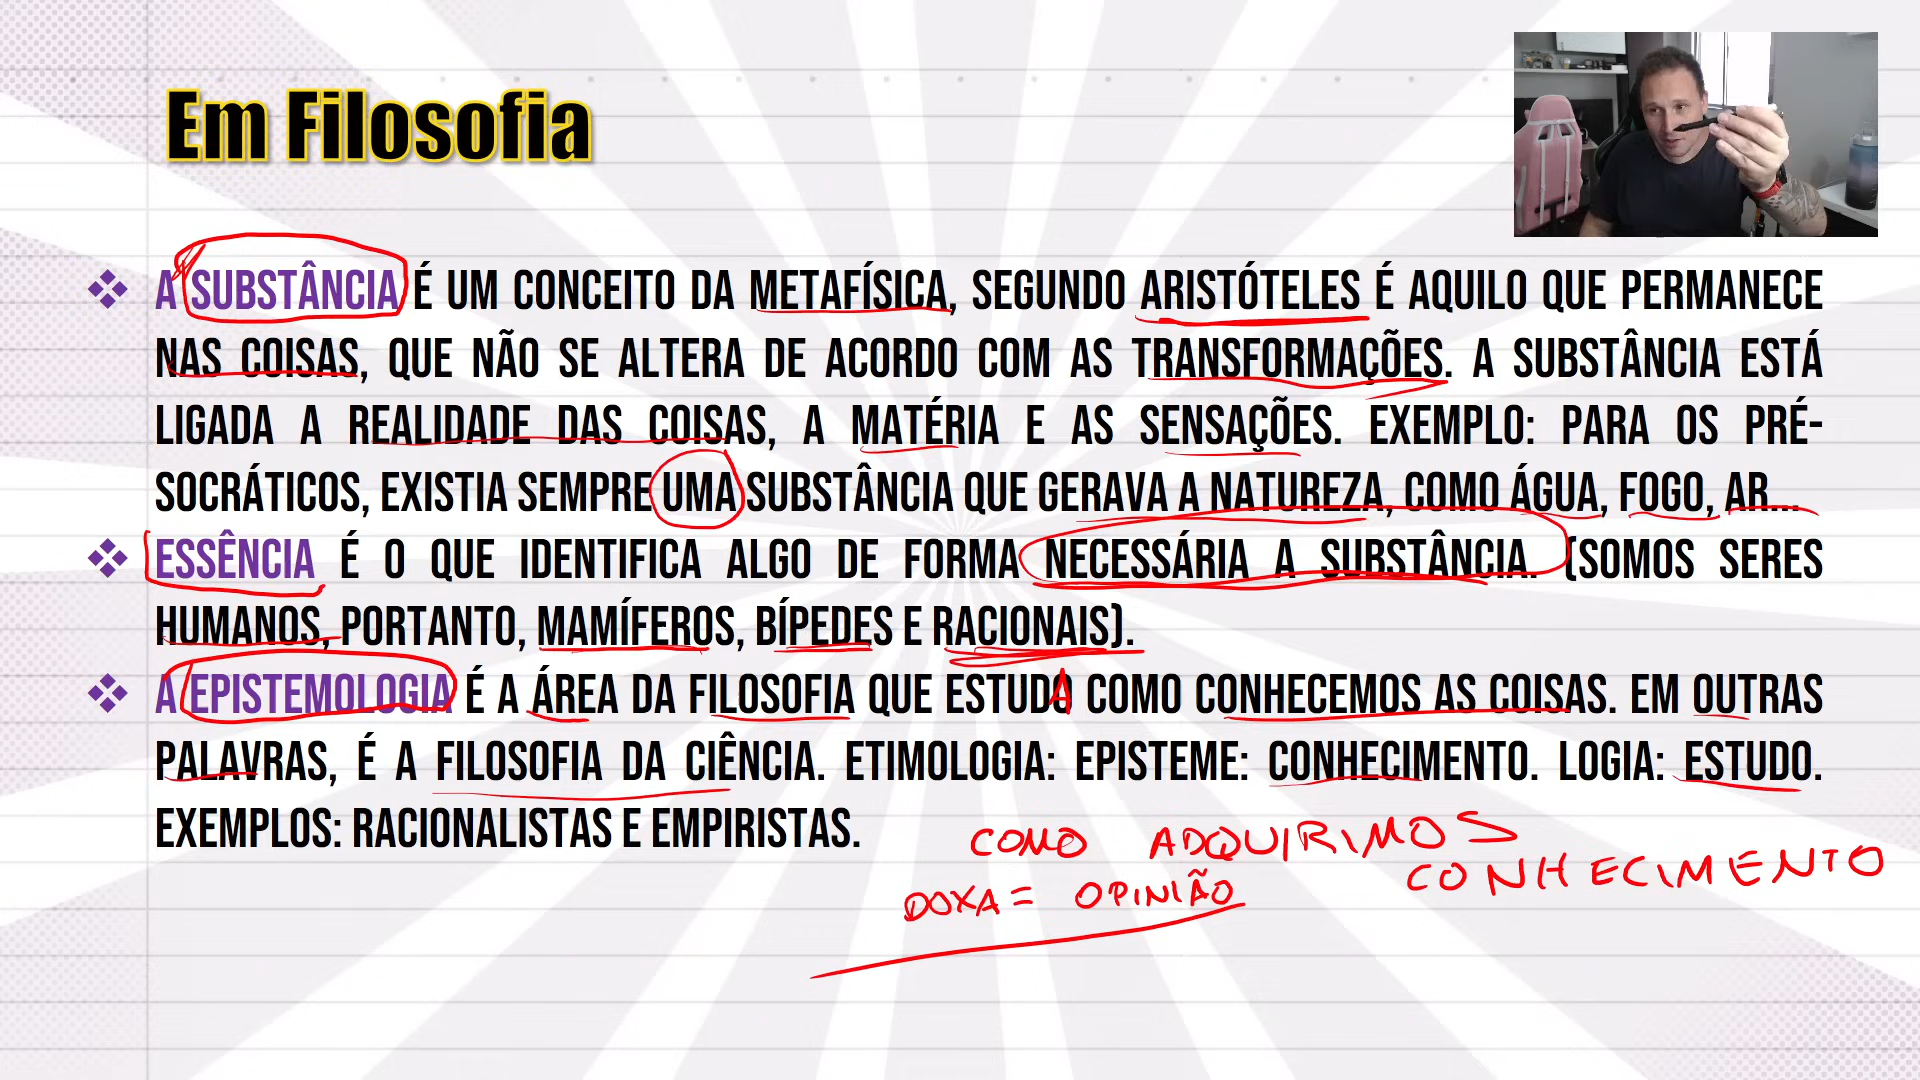 Em Filosofia
A SUBSTÂNCIA É UM CONCEITO DA METAFÍSICA, SEGUNDO ARISTÓTELES É AQUILO QUE PERMANECE
NAS COISAS, QUE NÃO SE ALTERA DE ACORDO COM AS TRANSFORMAÇÕES. A SUBSTÂNCIA ESTÁ
LIGADA A REALIDADE DAS COISAS, A MATÉRIA E AS SENSAÇÕES. EXEMPLO: PARA OS PRÉ-
SOCRÁTICOS, EXISTIA SEMPRE UMA SUBSTÂNCIA QUE GERAVA A NATUREZA, COMO ÁGUA, FOGO, AR...
ESSÊNCIA É O QUE IDENTIFICA ALGO DE FORMA NECESSÁRIA A SUBSTÂNCIA. (SOMOS SERES
HUMANOS, PORTANTO, MAMÍFEROS, BÍPEDES E RACIONAIS).
A EPISTEMOLOGIA É A ÁREA DA FILOSOFIA QUE ESTUDA COMO CONHECEMOS AS COISAS. EM OUTRAS
PALAVRAS, É A FILOSOFIA DA CIÊNCIA. ETIMOLOGIA: EPISTEME: CONHECIMENTO. LOGIA: ESTUDO.
EXEMPLOS: RACIONALISTAS E EMPIRISTAS.
COMO ADQUIRIMOS
CONHECIMENTO
DOXA = OPINIÃO